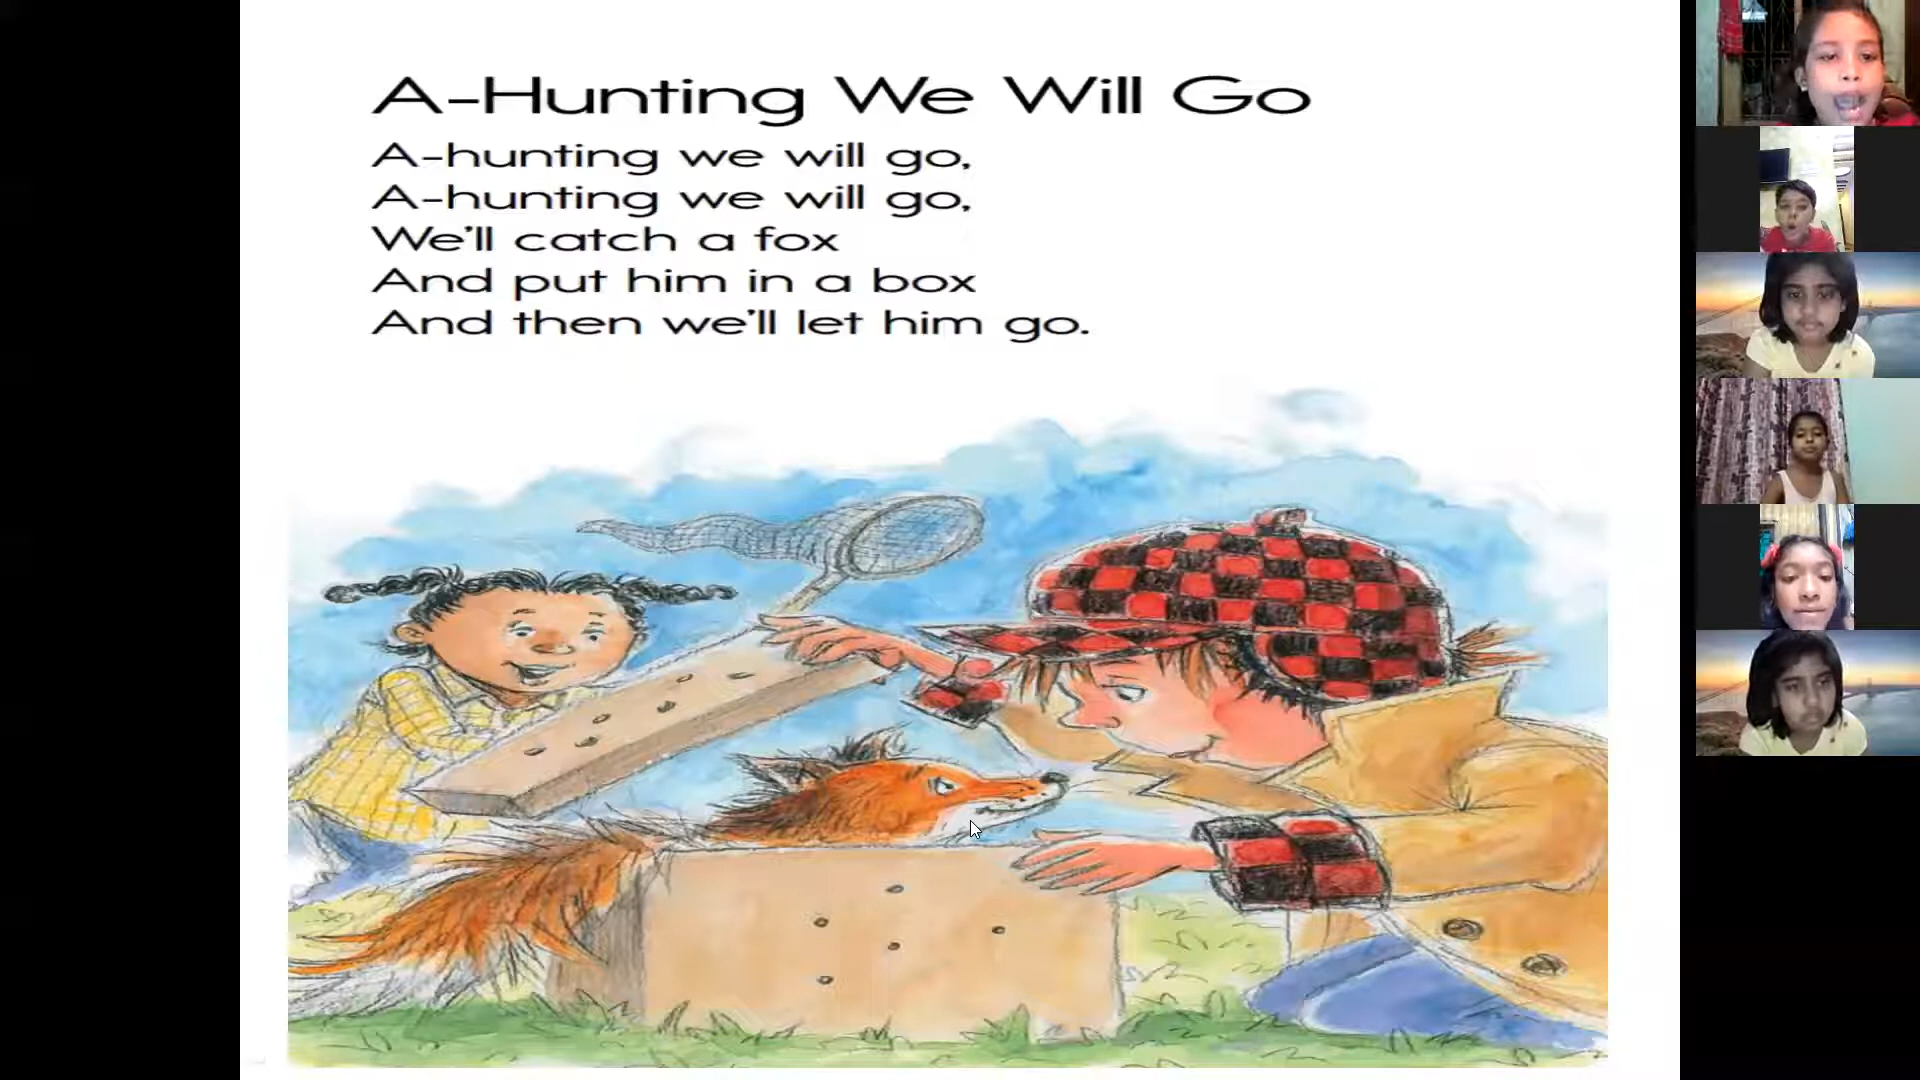 A-Hunting We Will Go
A-hunting we will go,
A-hunting we will go,
We'll catch a fox
And put him in a box
And then we'll let him go.